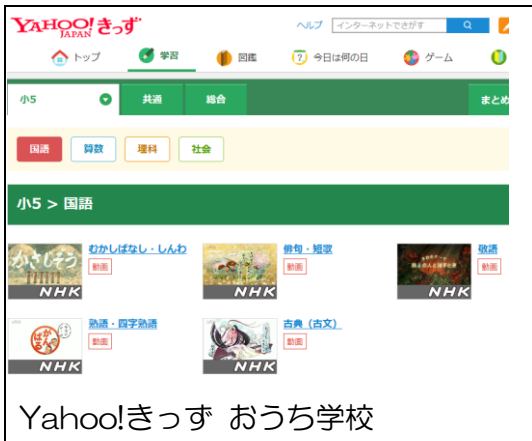 YAHOO! きっず
JAPAN
ヘルプ インターネットでさがす
トップ 学習 図鑑 ? 今日は何の日 ゲーム
小5 共通 総合 まとめ
国語 算数 理科 社会
小5 > 国語
むかしばなし・しんわ 俳句・短歌 敬語
動画 動画 動画
NHK NHK NHK
熟語・四字熟語 古典(古文)
動画 動画
NHK NHK
Yahoo!きっず おうち学校